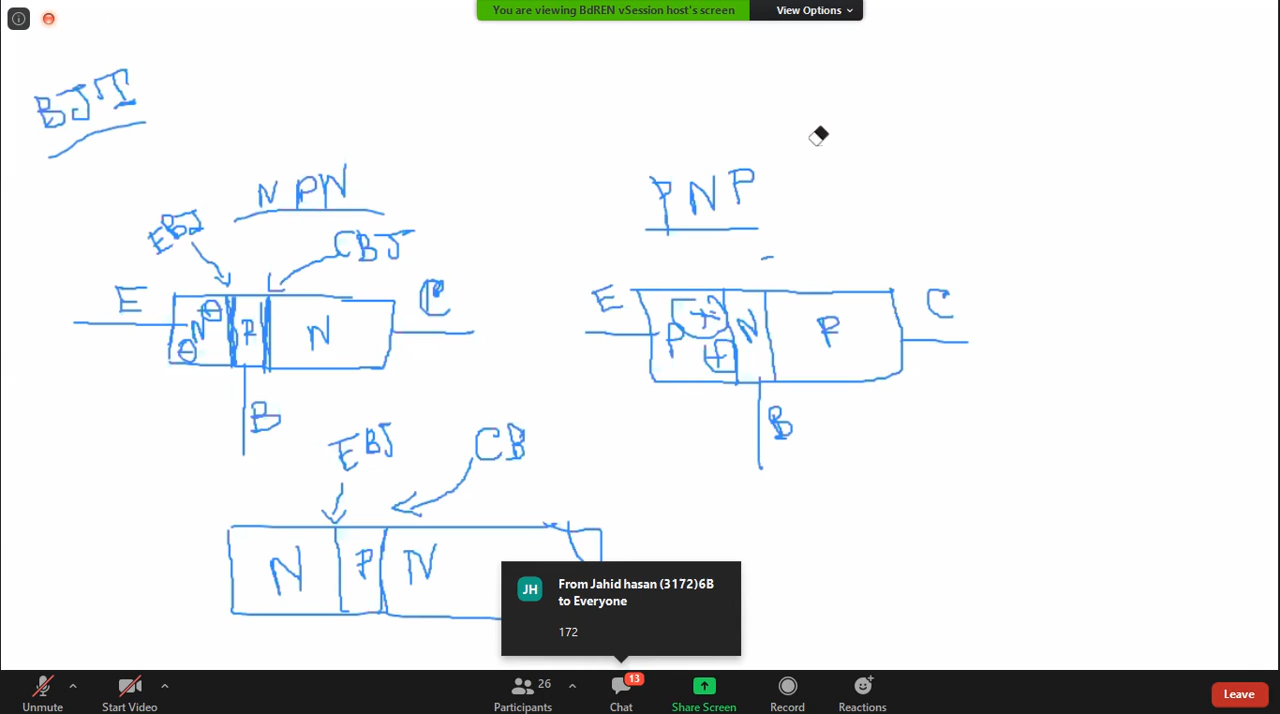 You are viewing BdREN vSession host's screen
View Options
BJT
NPN
PNP
EBJ
CBJ
E
N
P
N
C
B
E
P
N
P
C
B
EBJ
CB
N
P
N
JH
From Jahid hasan (3172)6B
to Everyone
172
Unmute
Start Video
26
Participants
13
Chat
Share Screen
Record
Reactions
Leave